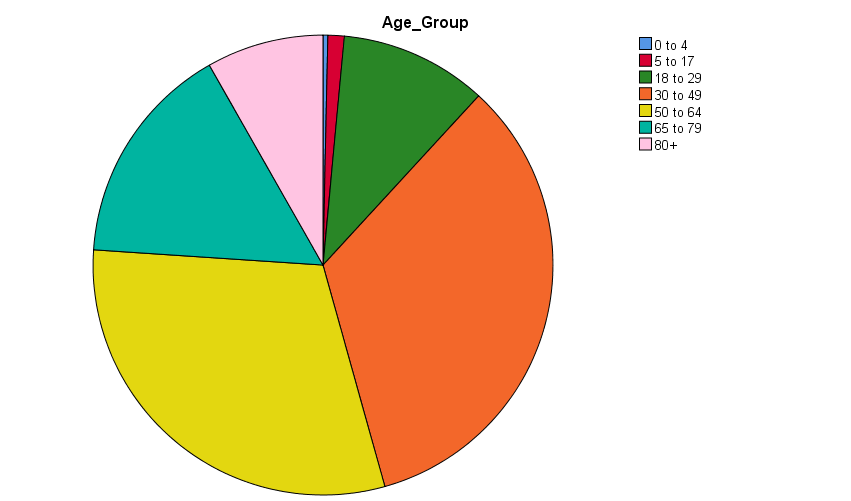 Age_Group
0 to 4
5 to 17
18 to 29
30 to 49
50 to 64
65 to 79
80+